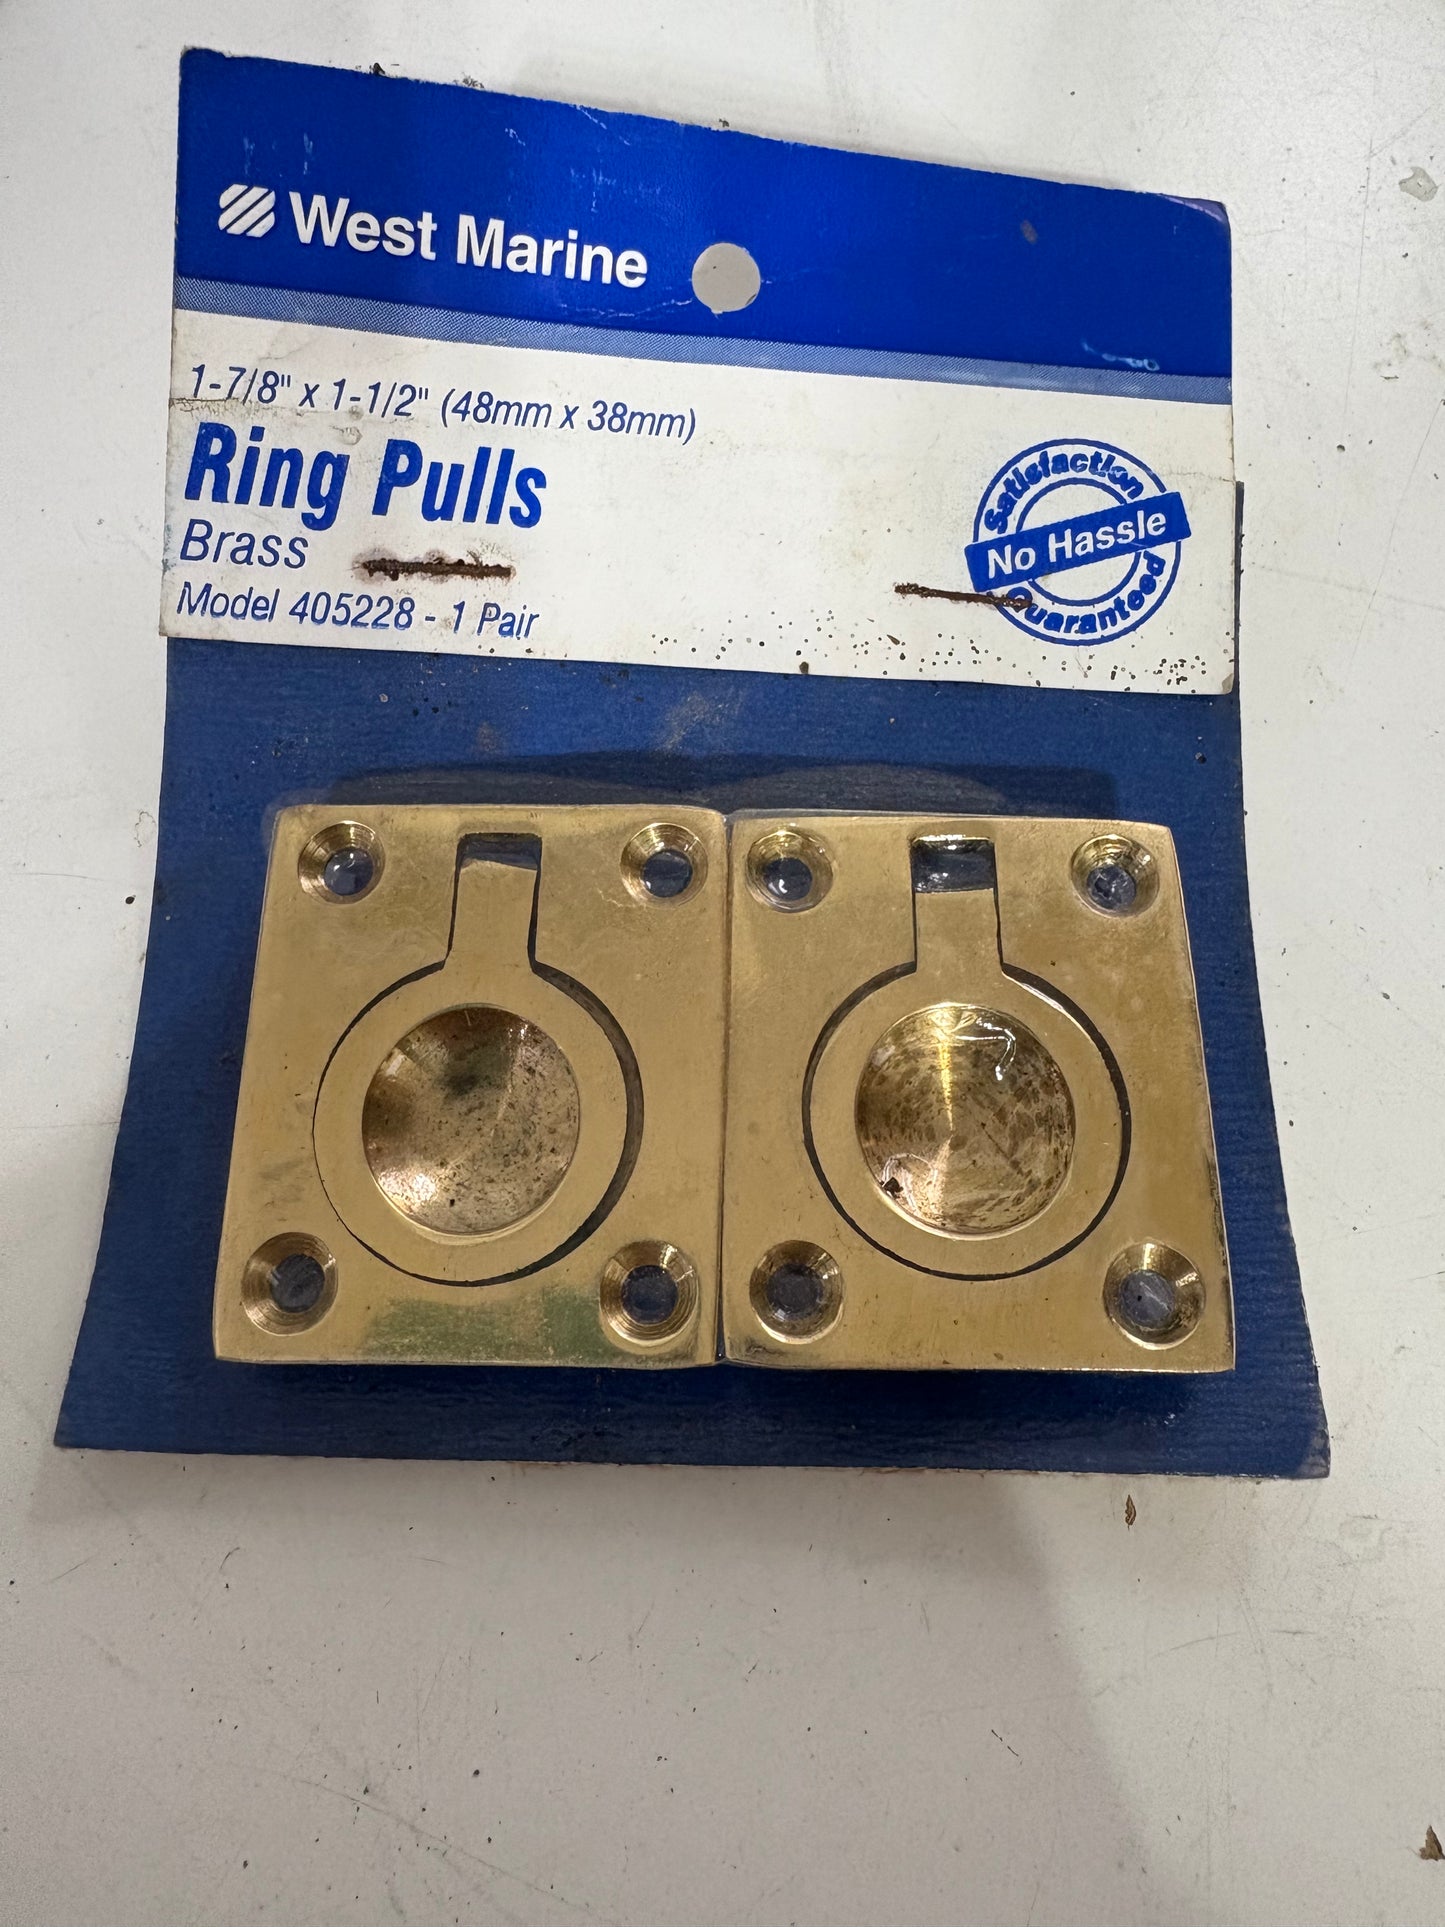 West Marine
1-7/8" x 1-1/2" (48mm x 38mm)
Ring Pulls
Brass
Model 405228 - 1 Pair
Satisfaction
No Hassle
Guaranteed